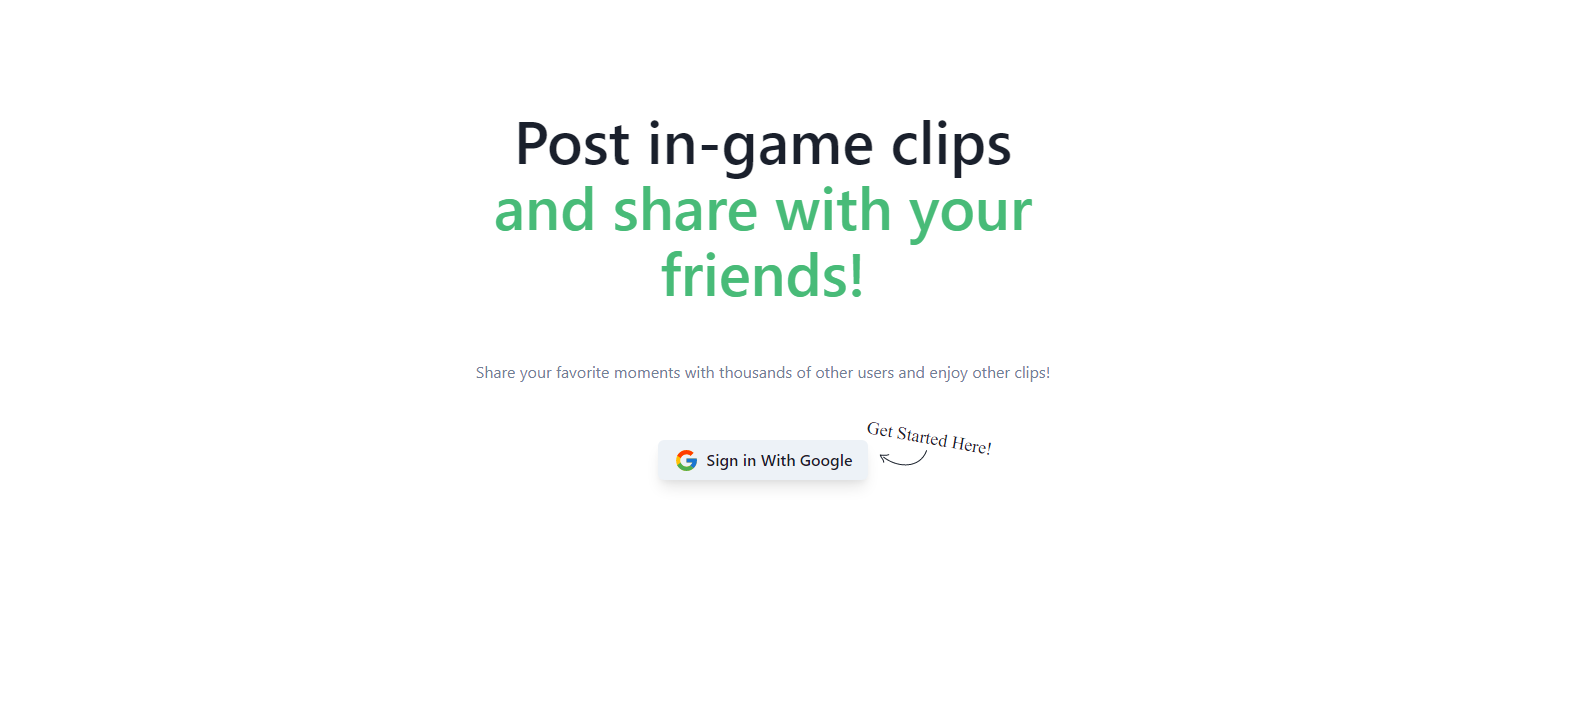 Post in-game clips
and share with your
friends!
Share your favorite moments with thousands of other users and enjoy other clips!
Get Started Here!
Sign in With Google